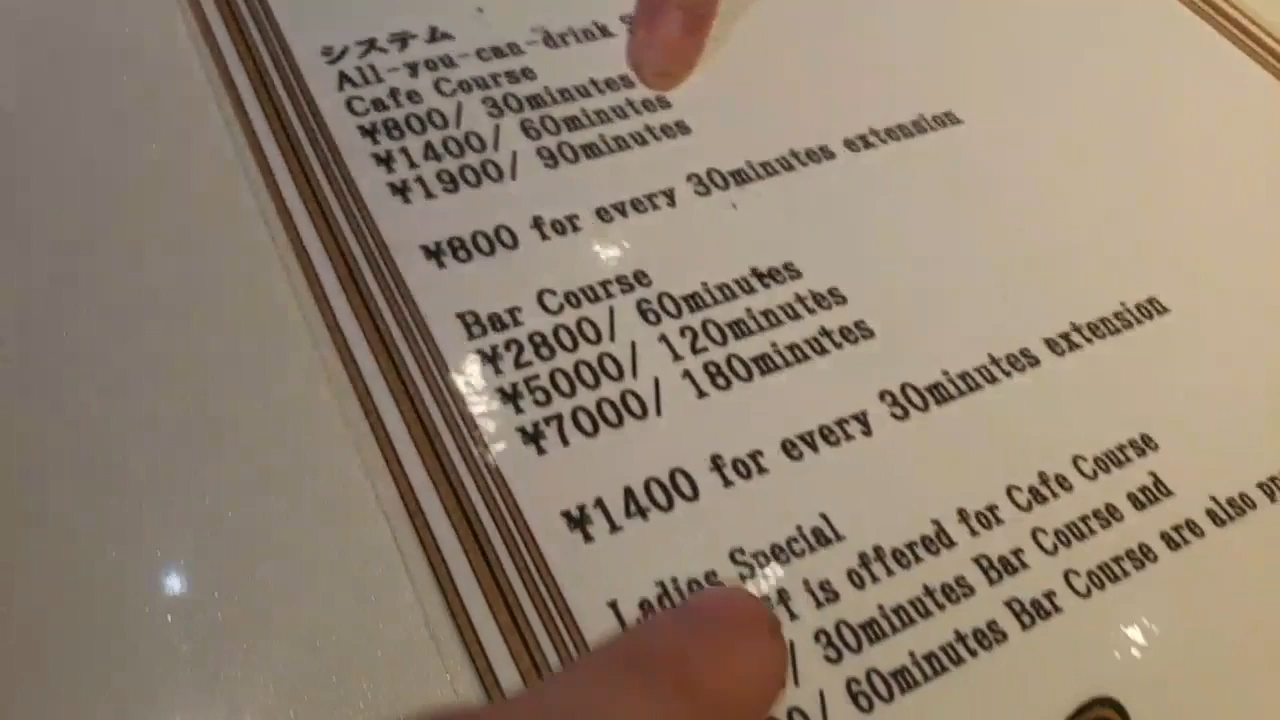 システム
All-you-can-drink
Cafe Course
¥800/ 30minutes
¥1400/ 60minutes
¥1900/ 90minutes
¥800 for every 30minutes extension
Bar Course
¥2800/ 60minutes
¥5000/ 120minutes
¥7000/ 180minutes
¥1400 for every 30minutes extension
Ladies Special
is offered for Cafe Course
/ 30minutes Bar Course and
/ 60minutes Bar Course are also